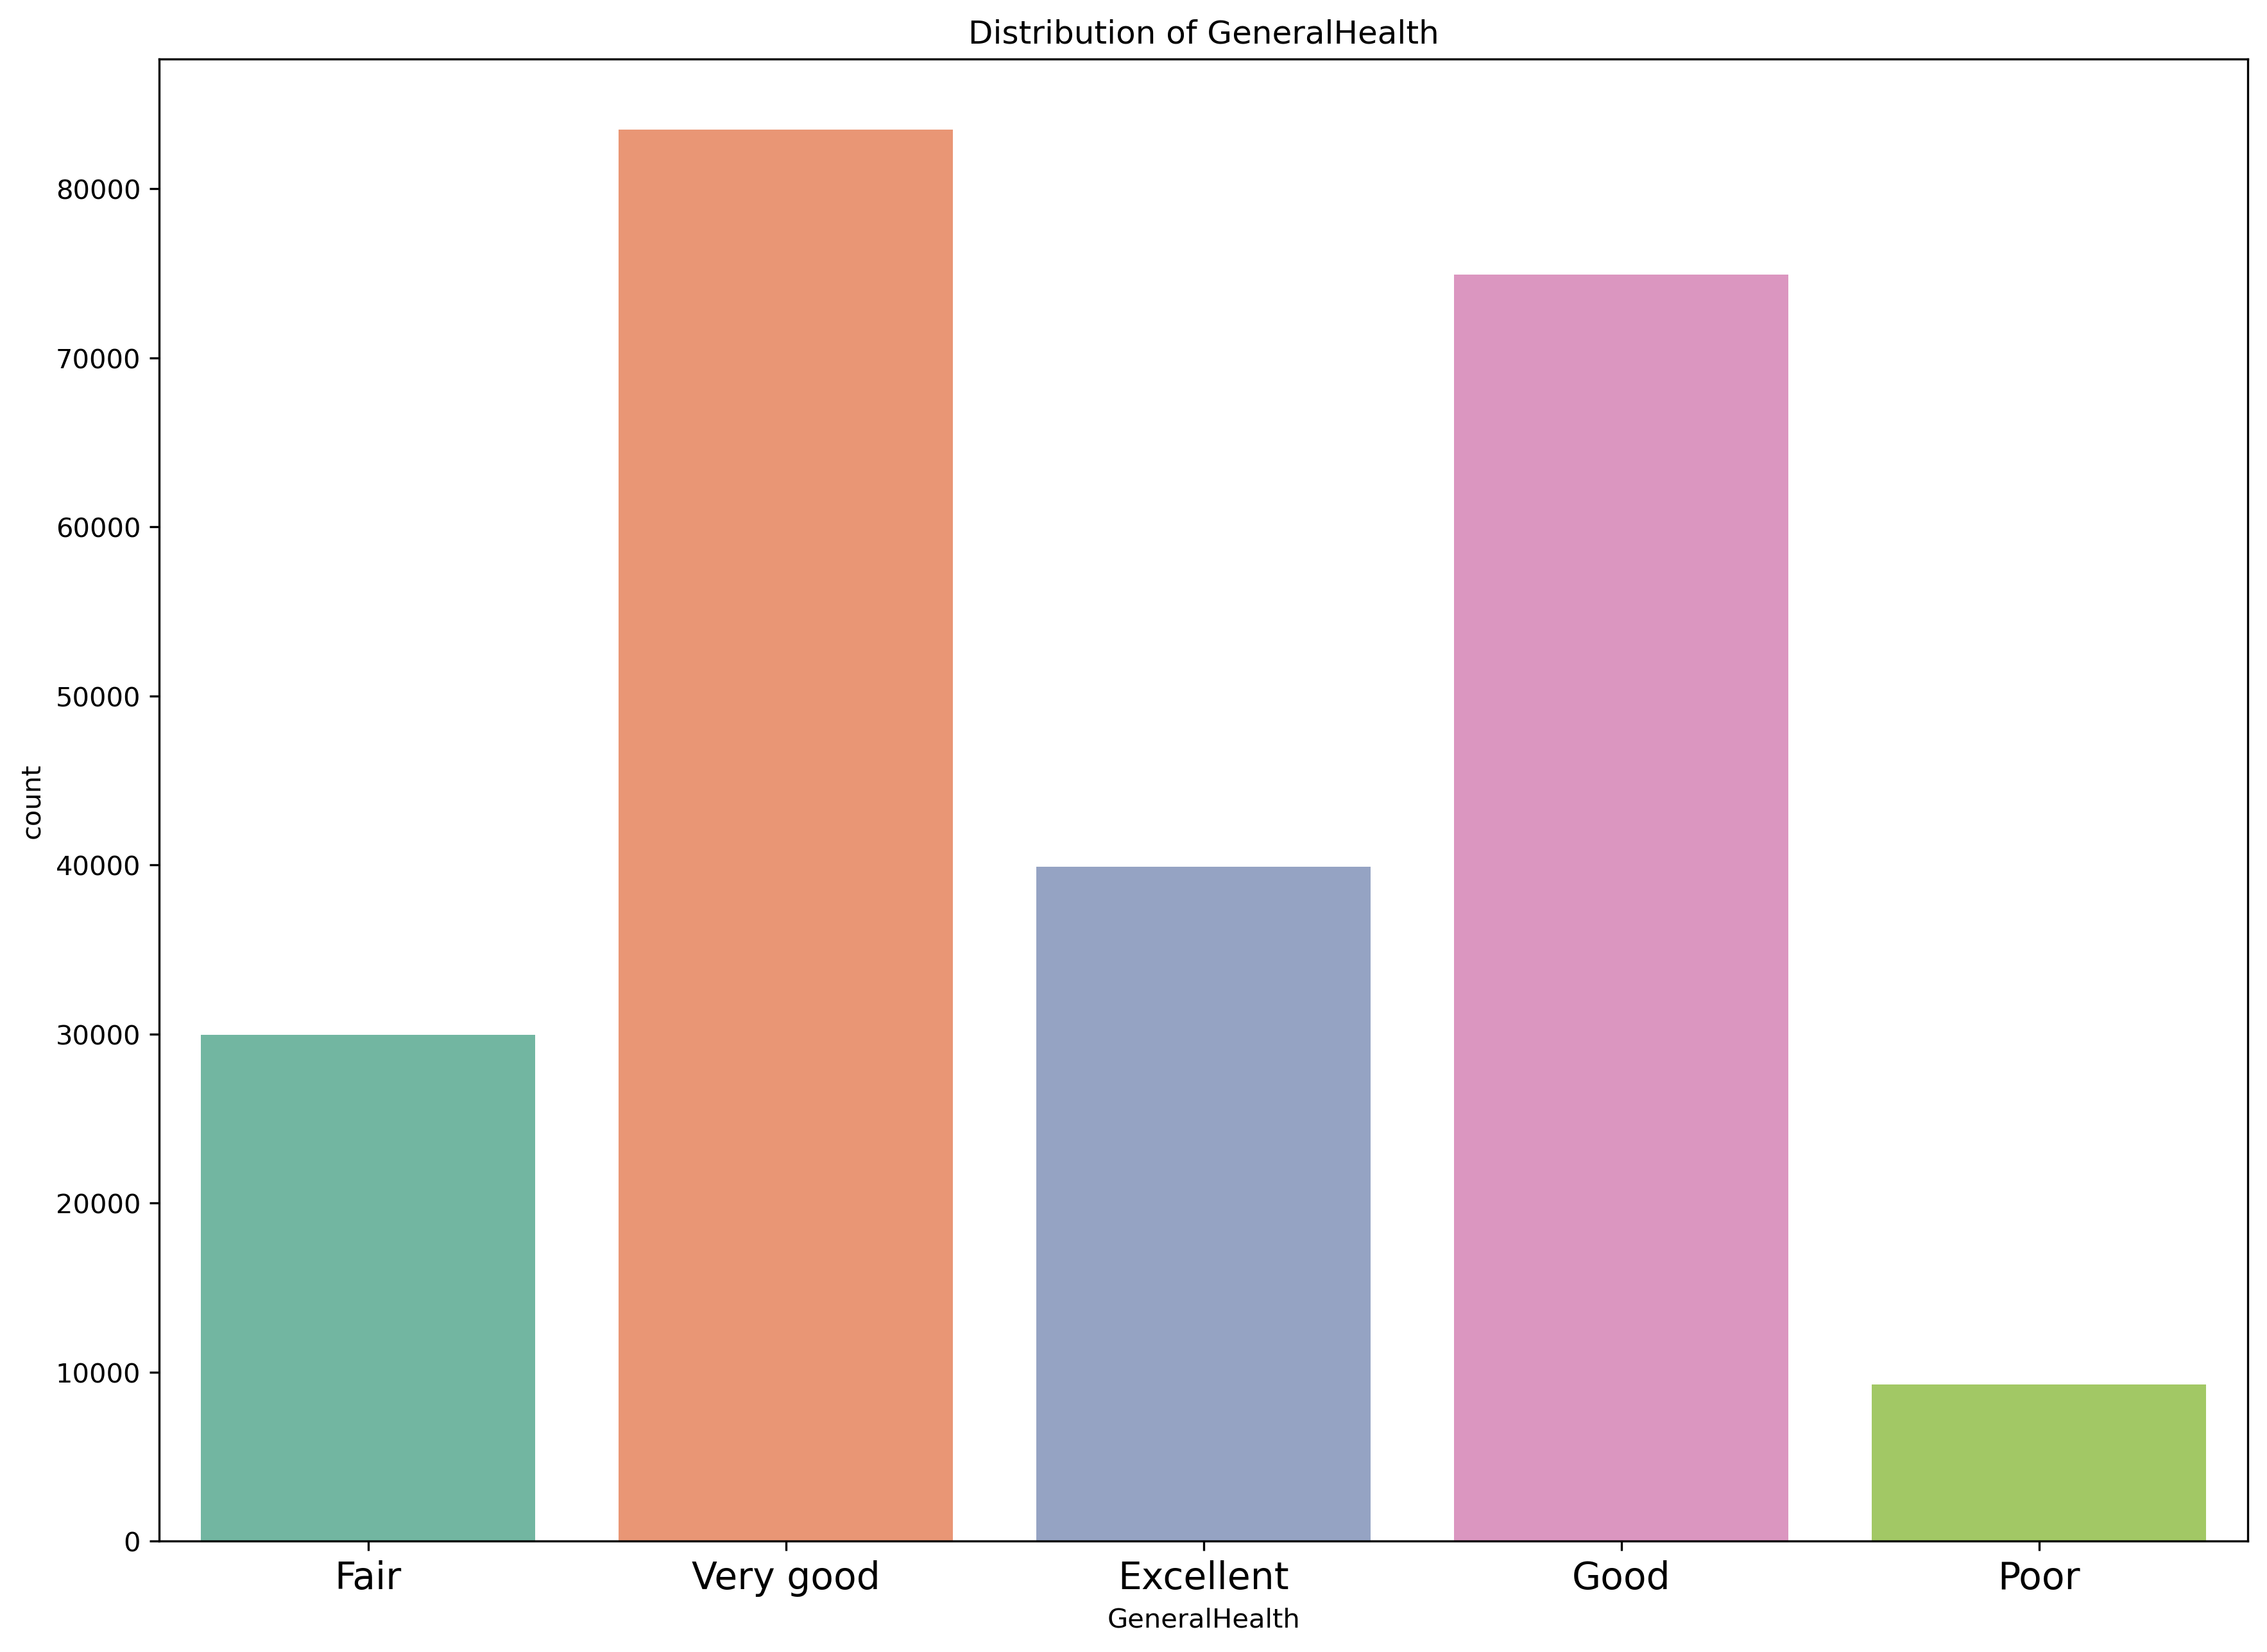 Distribution of GeneralHealth
80000
70000
60000
50000
40000
30000
20000
10000
0
count
Fair Very good Excellent Good Poor
GeneralHealth